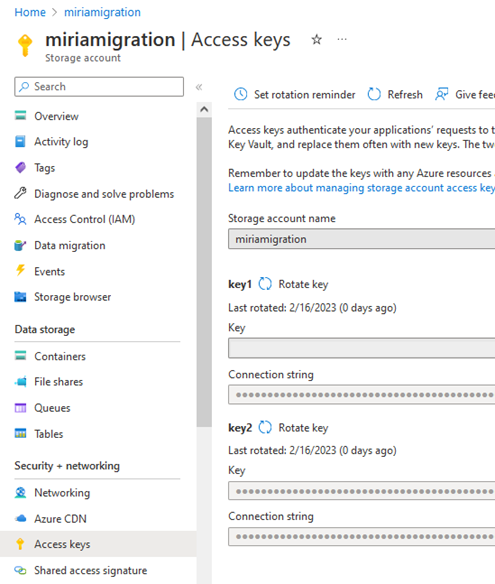 Home > miriamigration
miriamigration | Access keys
Storage account
Search
Overview
Activity log
Tags
Diagnose and solve problems
Access Control (IAM)
Data migration
Events
Storage browser
Data storage
Containers
File shares
Queues
Tables
Security + networking
Networking
Azure CDN
Access keys
Shared access signature
Set rotation reminder
Refresh
Give fee
Access keys authenticate your applications' requests to t
Key Vault, and replace them often with new keys. The tw
Remember to update the keys with any Azure resources
Learn more about managing storage account access key
Storage account name
miriamigration
key1 Rotate key
Last rotated: 2/16/2023 (0 days ago)
Key
Connection string
key2 Rotate key
Last rotated: 2/16/2023 (0 days ago)
Key
Connection string